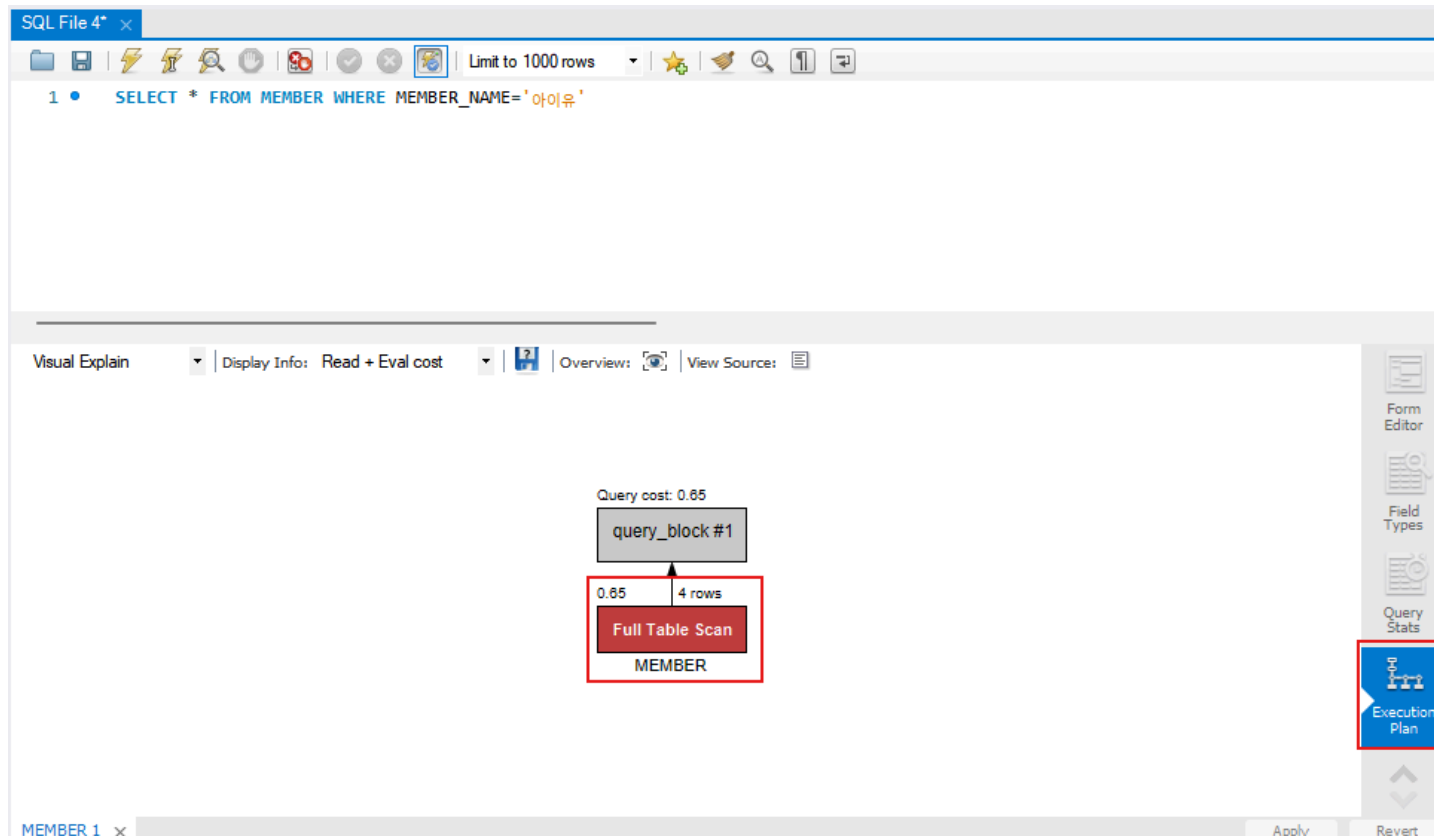 SQL File 4* ×
Limit to 1000 rows
1 SELECT * FROM MEMBER WHERE MEMBER_NAME='아이유'
Visual Explain Display Info: Read + Eval cost Overview: View Source:
Form
Editor
Field
Types
Query
Stats
Execution
Plan
Query cost: 0.65
query_block #1
0.65 4 rows
Full Table Scan
MEMBER
MEMBER 1 × Apply Revert